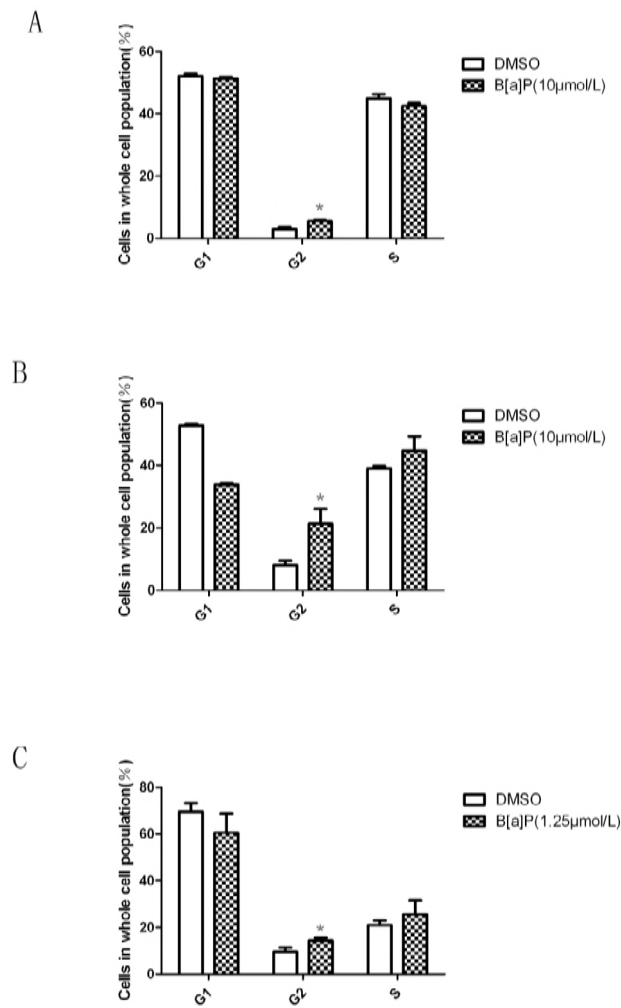 A
Cells in whole cell population(%)
60
40
20
0
*
G1
G2
S
DMSO
B[a]P(10μmol/L)
B
Cells in whole cell population(%)
60
40
20
0
*
G1
G2
S
DMSO
B[a]P(10μmol/L)
C
Cells in whole cell population(%)
80
60
40
20
0
*
G1
G2
S
DMSO
B[a]P(1.25μmol/L)